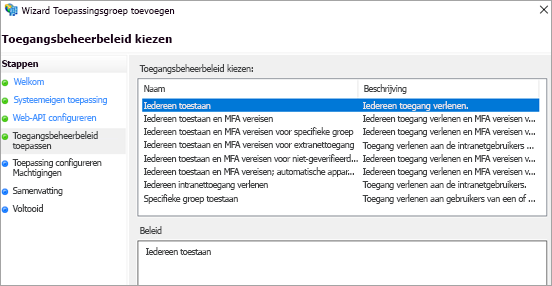 Wizard Toepassingsgroep toevoegen
Toegangsbeheerbeleid kiezen
Stappen
Welkom
Systeemeigen toepassing
Web-API configureren
Toegangsbeheerbeleid
toepassen
Toepassing configureren
Machtigingen
Samenvatting
Voltooid
Toegangsbeheerbeleid kiezen:
Naam Beschrijving
Iedereen toestaan Iedereen toegang verlenen.
Iedereen toestaan en MFA vereisen Iedereen toegang verlenen en MFA vereisen v...
Iedereen toestaan en MFA vereisen voor specifieke groep Iedereen toegang verlenen en MFA vereisen v...
Iedereen toestaan en MFA vereisen voor extranettoegang Toegang verlenen aan de intranetgebruikers ...
Iedereen toestaan en MFA vereisen voor niet-geverifieerd... Iedereen toegang verlenen en MFA vereisen v...
Iedereen toestaan en MFA vereisen; automatische appar... Iedereen toegang verlenen en MFA vereisen v...
Iedereen intranettoegang verlenen Toegang verlenen aan de intranetgebruikers.
Specifieke groep toestaan Toegang verlenen aan gebruikers van een of ...
Beleid
Iedereen toestaan